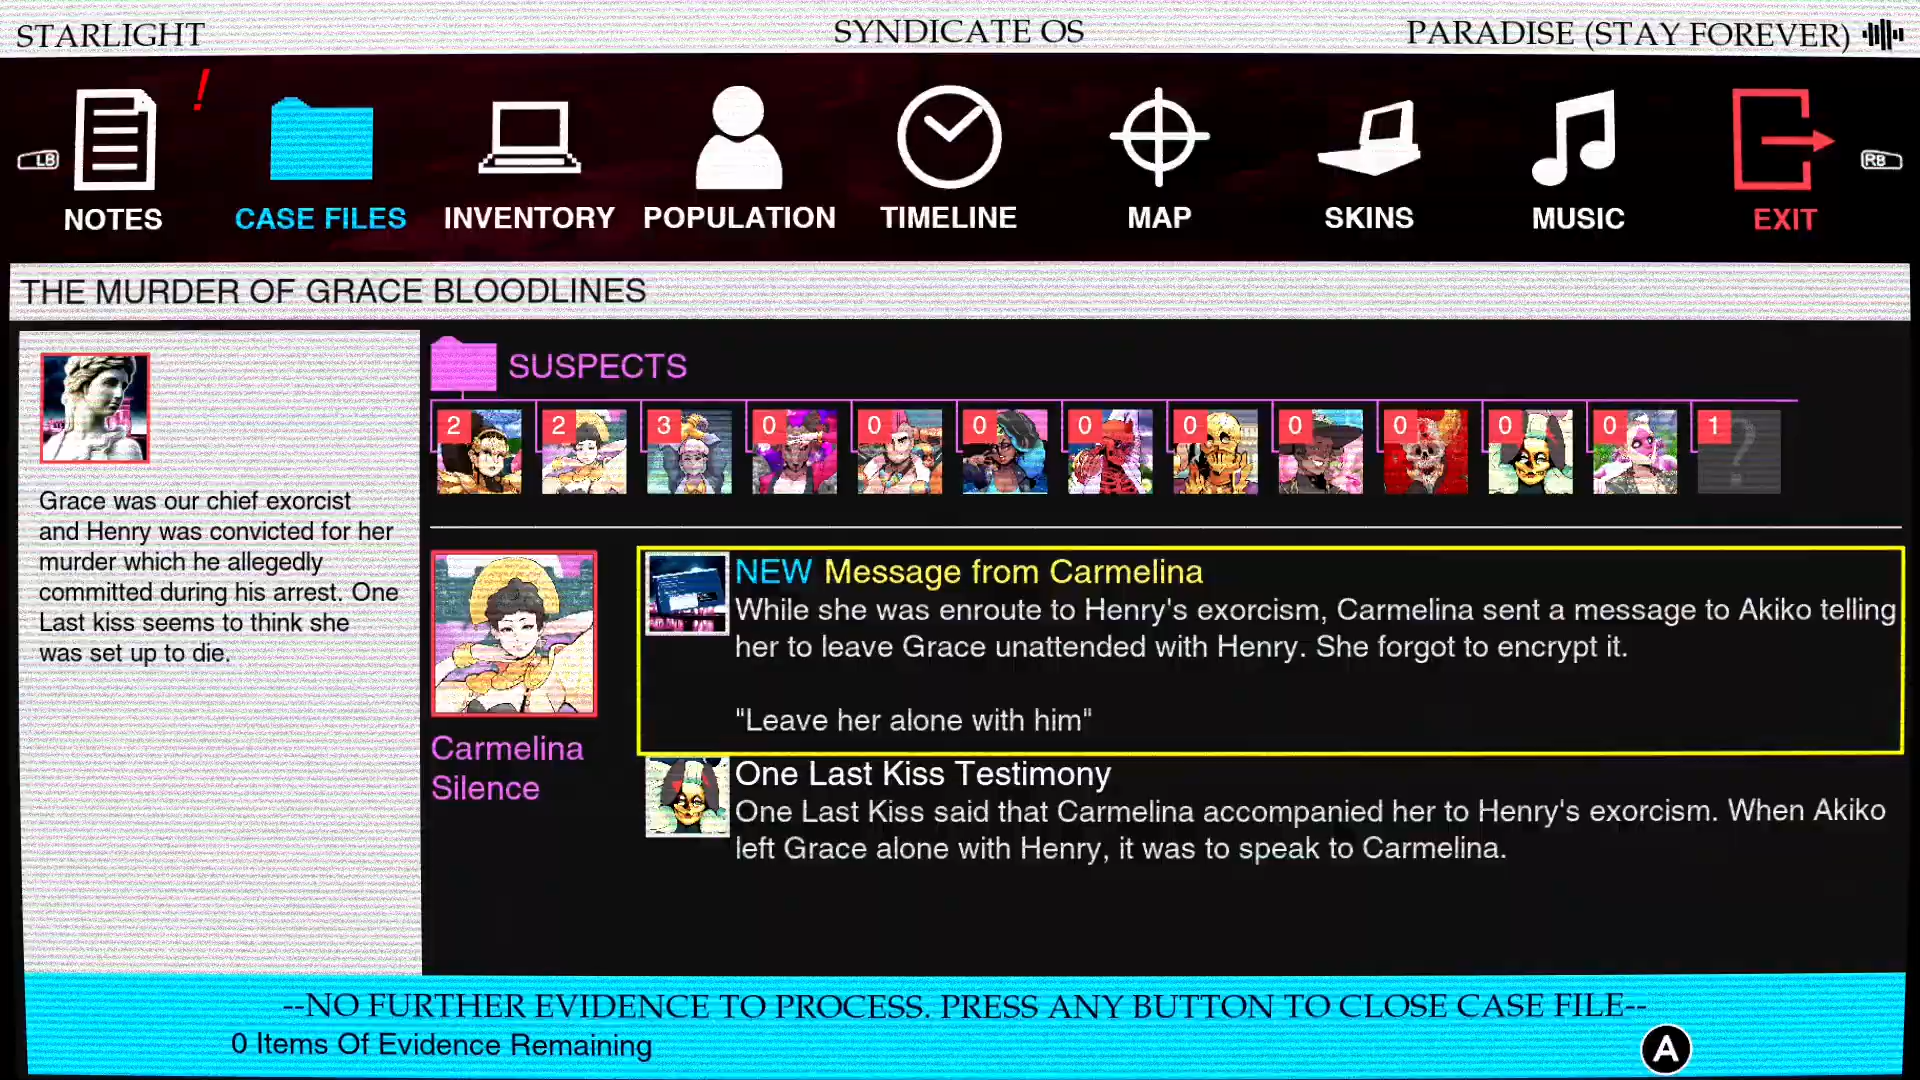 STARLIGHT
SYNDICATE OS
PARADISE (STAY FOREVER)
!
LB
RB
NOTES
CASE FILES
INVENTORY
POPULATION
TIMELINE
MAP
SKINS
MUSIC
EXIT
THE MURDER OF GRACE BLOODLINES
Grace was our chief exorcist
and Henry was convicted for her
murder which he allegedly
committed during his arrest. One
Last kiss seems to think she
was set up to die.
SUSPECTS
2 2 3 0 0 0 0 0 0 0 0 0 1
?
Carmelina
Silence
NEW Message from Carmelina
While she was enroute to Henry's exorcism, Carmelina sent a message to Akiko telling
her to leave Grace unattended with Henry. She forgot to encrypt it.
"Leave her alone with him"
One Last Kiss Testimony
One Last Kiss said that Carmelina accompanied her to Henry's exorcism. When Akiko
left Grace alone with Henry, it was to speak to Carmelina.
--NO FURTHER EVIDENCE TO PROCESS. PRESS ANY BUTTON TO CLOSE CASE FILE--
0 Items Of Evidence Remaining
A